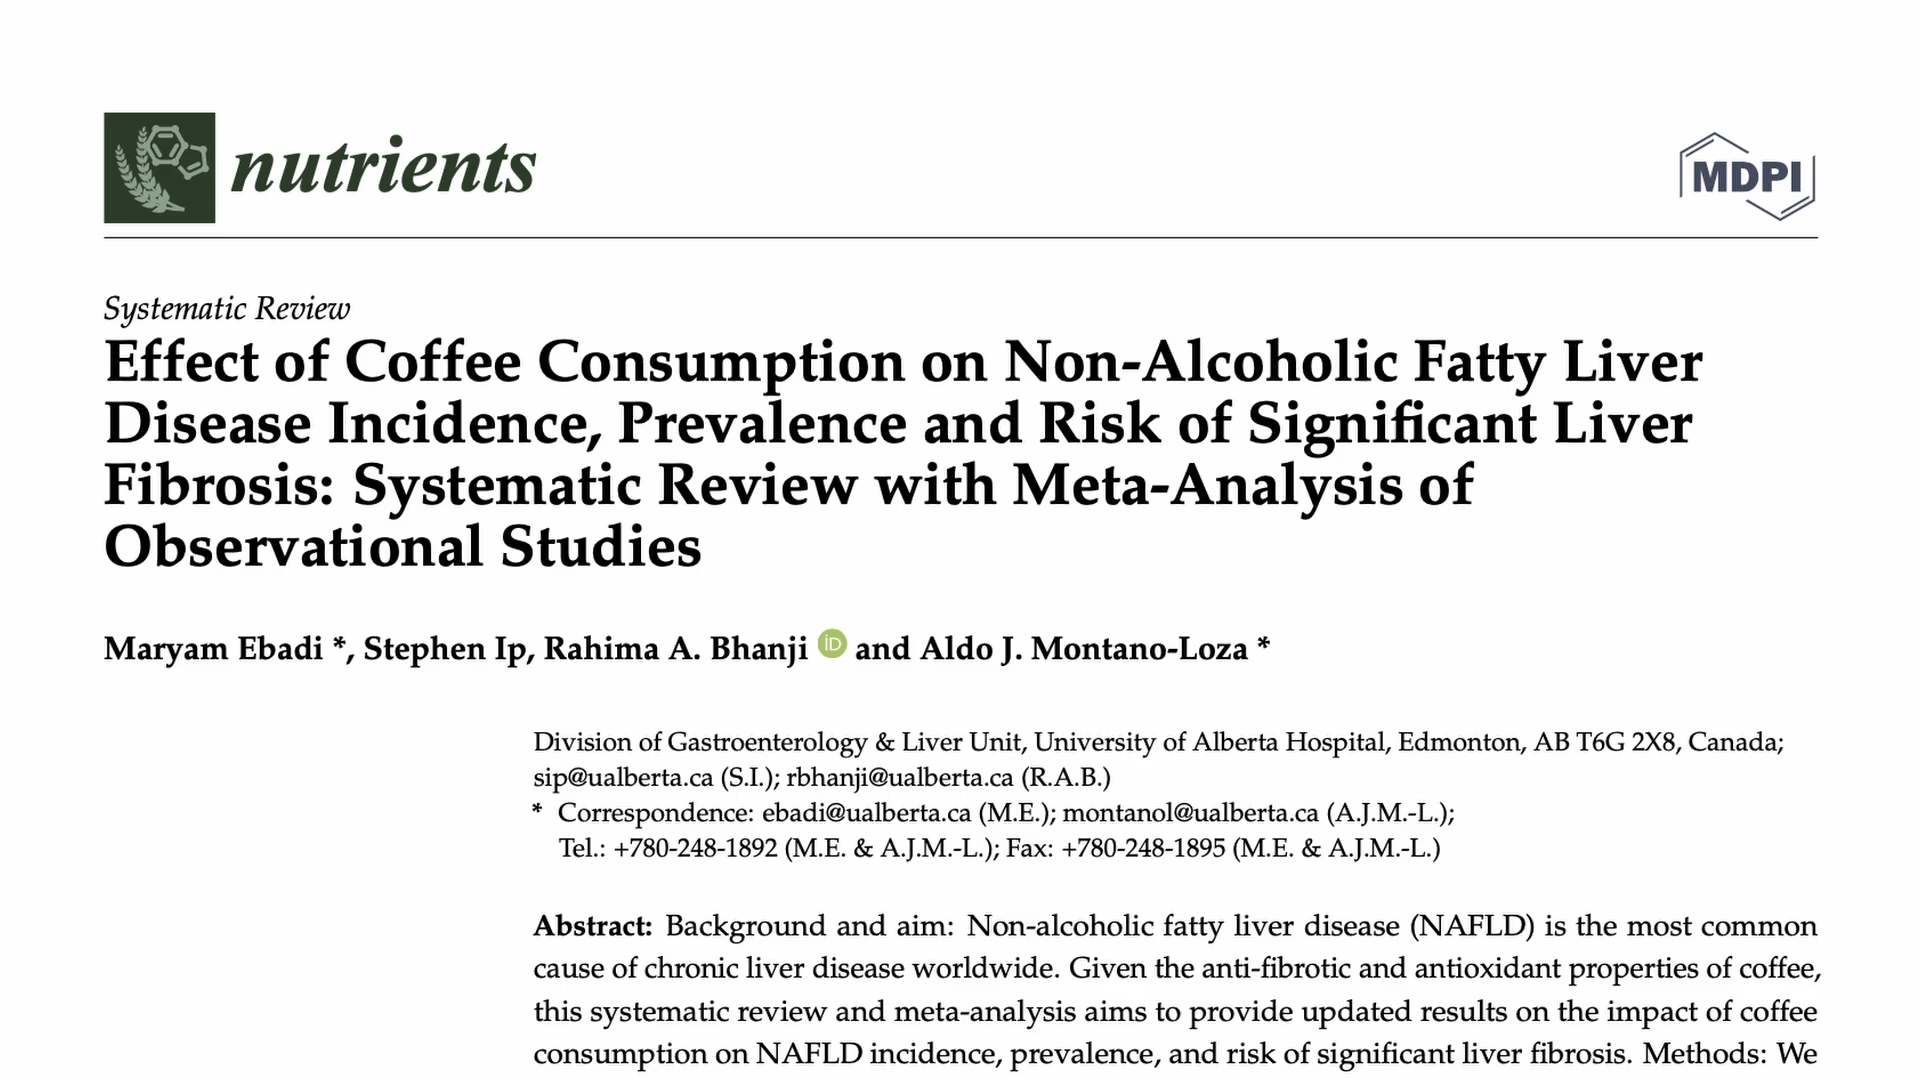 nutrients
MDPI
Systematic Review
Effect of Coffee Consumption on Non-Alcoholic Fatty Liver
Disease Incidence, Prevalence and Risk of Significant Liver
Fibrosis: Systematic Review with Meta-Analysis of
Observational Studies
Maryam Ebadi *, Stephen Ip, Rahima A. Bhanji iD and Aldo J. Montano-Loza *
Division of Gastroenterology & Liver Unit, University of Alberta Hospital, Edmonton, AB T6G 2X8, Canada;
sip@ualberta.ca (S.I.); rbhanji@ualberta.ca (R.A.B.)
* Correspondence: ebadi@ualberta.ca (M.E.); montanol@ualberta.ca (A.J.M.-L.);
Tel.: +780-248-1892 (M.E. & A.J.M.-L.); Fax: +780-248-1895 (M.E. & A.J.M.-L.)
Abstract: Background and aim: Non-alcoholic fatty liver disease (NAFLD) is the most common
cause of chronic liver disease worldwide. Given the anti-fibrotic and antioxidant properties of coffee,
this systematic review and meta-analysis aims to provide updated results on the impact of coffee
consumption on NAFLD incidence, prevalence, and risk of significant liver fibrosis. Methods: We